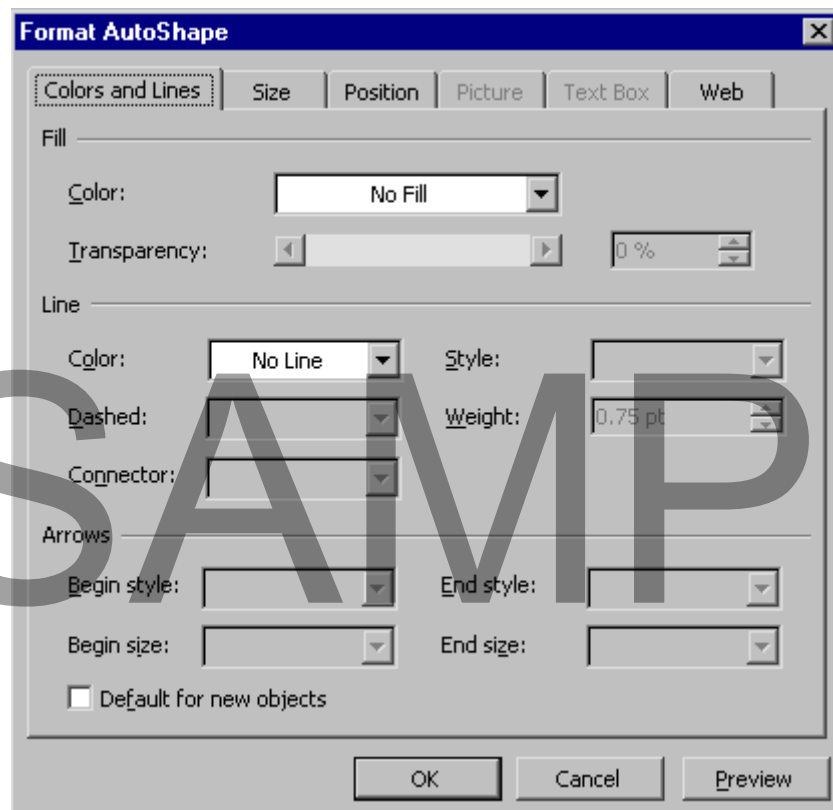 Format AutoShape
Colors and Lines Size Position Picture Text Box Web
Fill
Color: No Fill
Transparency: 0 %
Line
Color: No Line Style:
Dashed: Weight: 0.75 pt
Connector:
Arrows
Begin style: End style:
Begin size: End size:
Default for new objects
OK Cancel Preview
SAMP